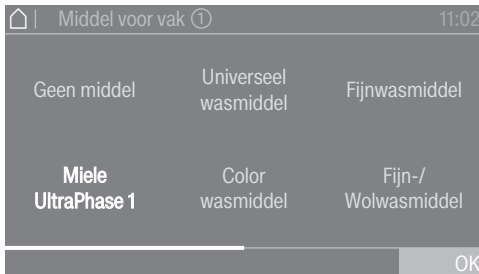 Middel voor vak ①
11:02
Geen middel
Universeel
wasmiddel
Fijnwasmiddel
Miele
UltraPhase 1
Color
wasmiddel
Fijn-/
Wolwasmiddel
OK